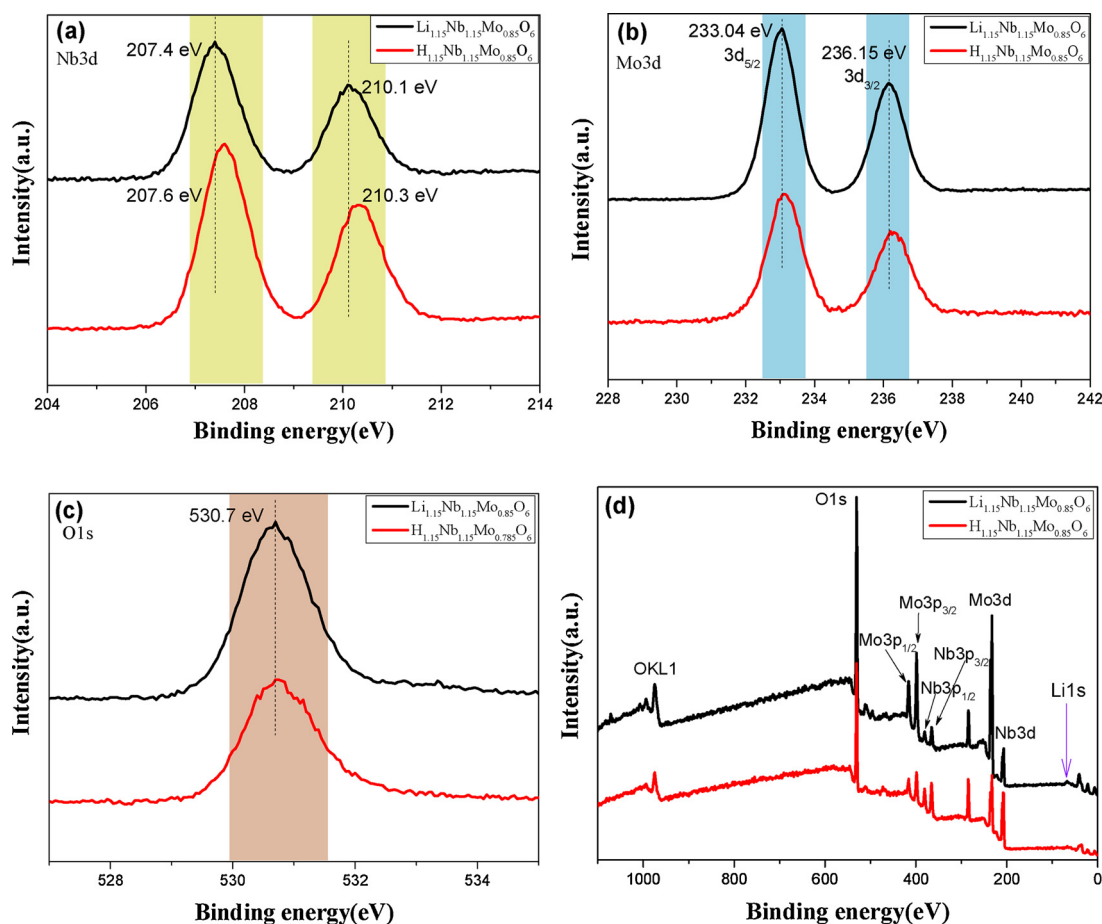 (a)
Nb3d
207.4 eV
210.1 eV
207.6 eV
210.3 eV
Li1.15Nb1.15Mo0.85O6
H1.15Nb1.15Mo0.85O6
Intensity(a.u.)
204 206 208 210 212 214
Binding energy(eV)
(b)
Mo3d
233.04 eV
3d5/2
236.15 eV
3d3/2
Li1.15Nb1.15Mo0.85O6
H1.15Nb1.15Mo0.85O6
Intensity(a.u.)
228 230 232 234 236 238 240 242
Binding energy(eV)
(c)
O1s
530.7 eV
Li1.15Nb1.15Mo0.85O6
H1.15Nb1.15Mo0.785O6
Intensity(a.u.)
528 530 532 534
Binding energy(eV)
(d)
O1s
Li1.15Nb1.15Mo0.85O6
H1.15Nb1.15Mo0.85O6
Mo3p3/2
Mo3d
Mo3p1/2
Nb3p3/2
OKL1
Nb3p1/2
Li1s
Nb3d
Intensity(a.u.)
1000 800 600 400 200 0
Binding energy(eV)